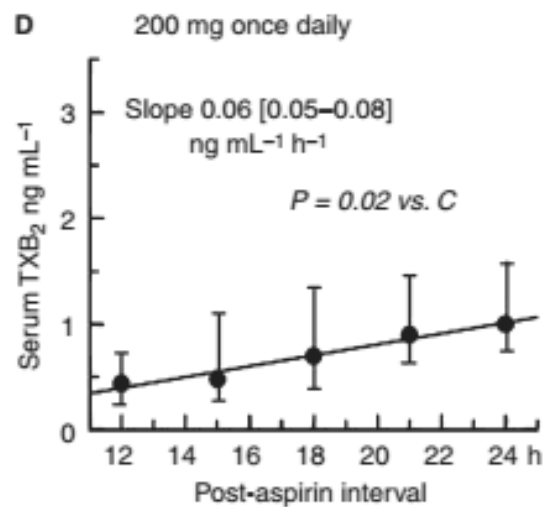 D 200 mg once daily
Slope 0.06 [0.05–0.08]
ng mL⁻¹ h⁻¹
P = 0.02 vs. C
Serum TXB₂ ng mL⁻¹
3
2
1
0
12 14 16 18 20 22 24 h
Post-aspirin interval